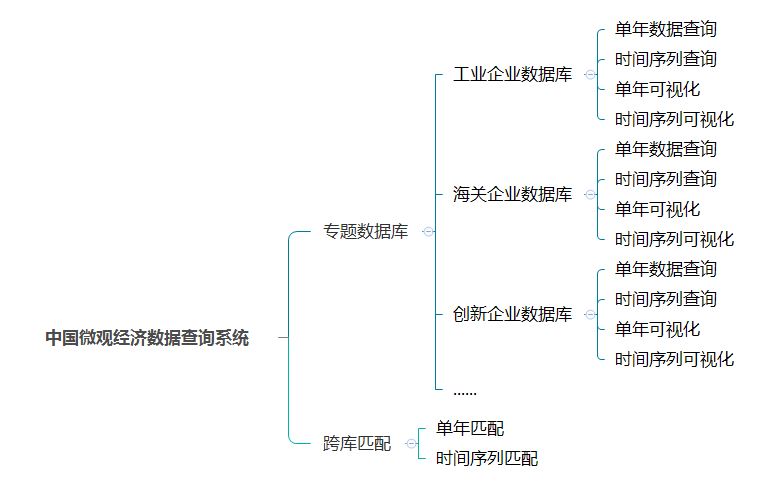 中国微观经济数据查询系统
专题数据库
工业企业数据库
单年数据查询
时间序列查询
单年可视化
时间序列可视化
海关企业数据库
单年数据查询
时间序列查询
单年可视化
时间序列可视化
创新企业数据库
单年数据查询
时间序列查询
单年可视化
时间序列可视化
......
跨库匹配
单年匹配
时间序列匹配